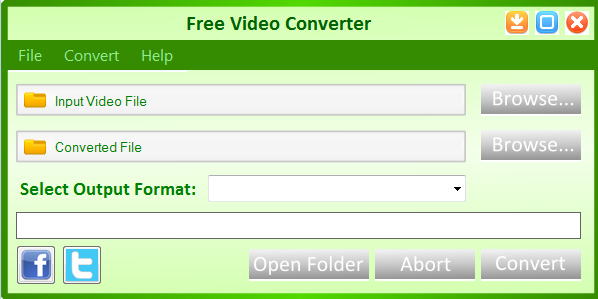 Free Video Converter
File Convert Help
Input Video File Browse...
Converted File Browse...
Select Output Format:
Open Folder Abort Convert